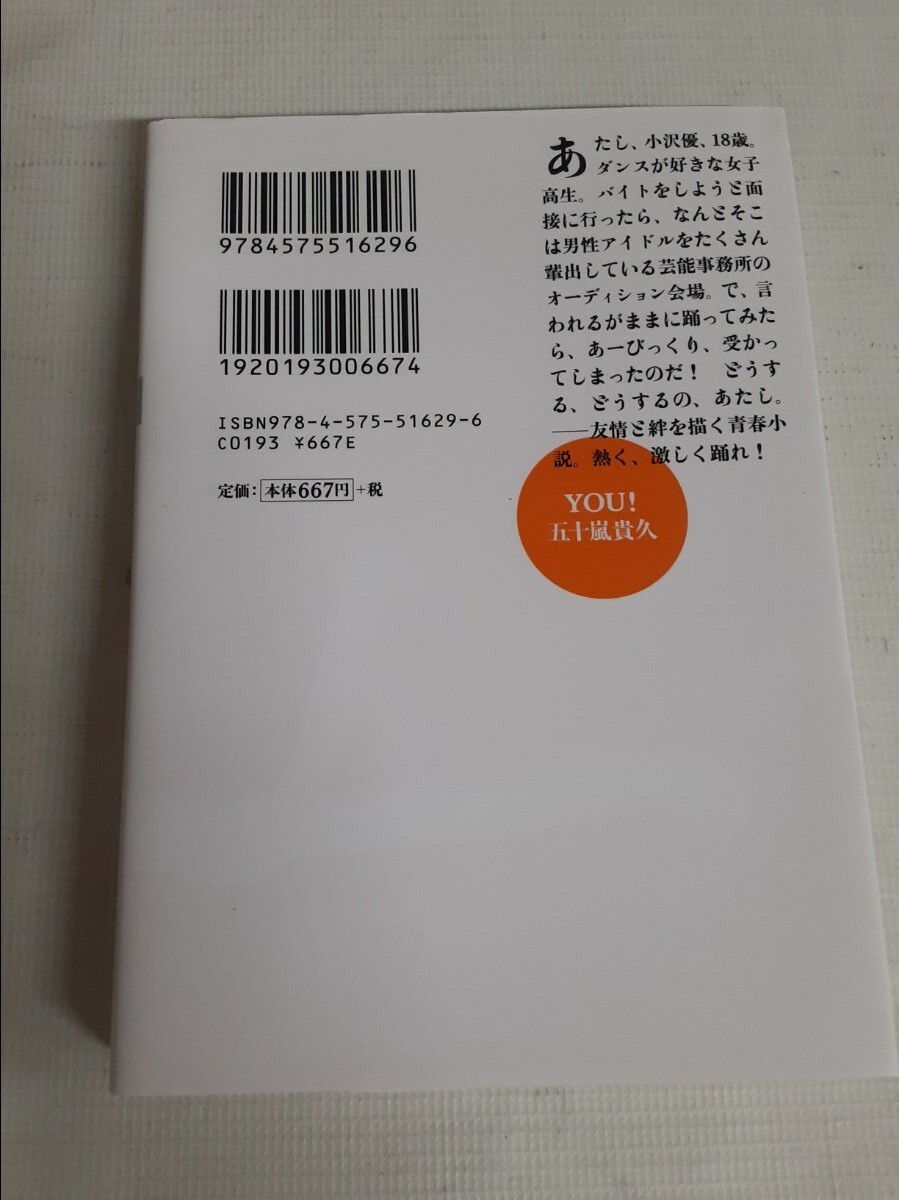 あたし、小沢優、18歳。
ダンスが好きな女子
高生。バイトをしようと面
接に行ったら、なんとそこ
は男性アイドルをたくさん
輩出している芸能事務所の
オーディション会場。で、言
われるがままに踊ってみた
ら、あーびっくり、受かっ
てしまったのだ！　どうす
る、どうするの、あたし。
――友情と絆を描く青春小
説。熱く、激しく踊れ！
YOU!
五十嵐貴久
9784575516296
1920193006674
ISBN978-4-575-51629-6
C0193 ¥667E
定価：本体667円+税